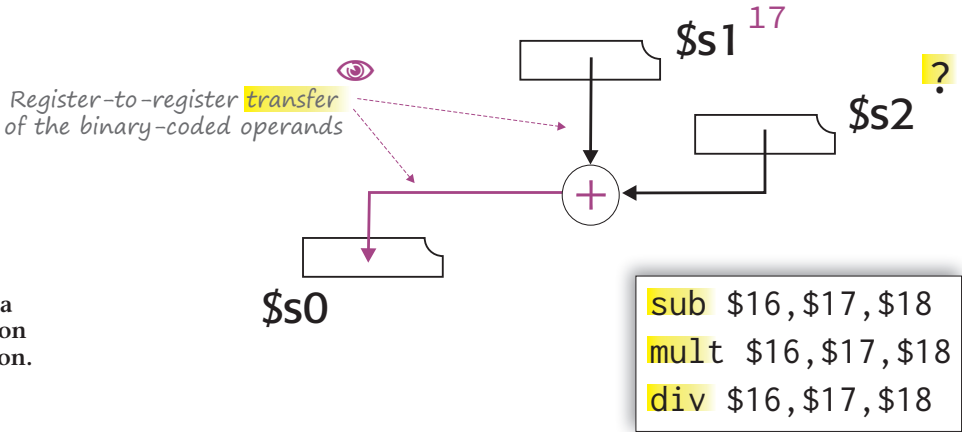 $s1 17
?
$s2
Register-to-register transfer
of the binary-coded operands
+
$s0
a
on
on.
sub $16,$17,$18
mult $16,$17,$18
div $16,$17,$18